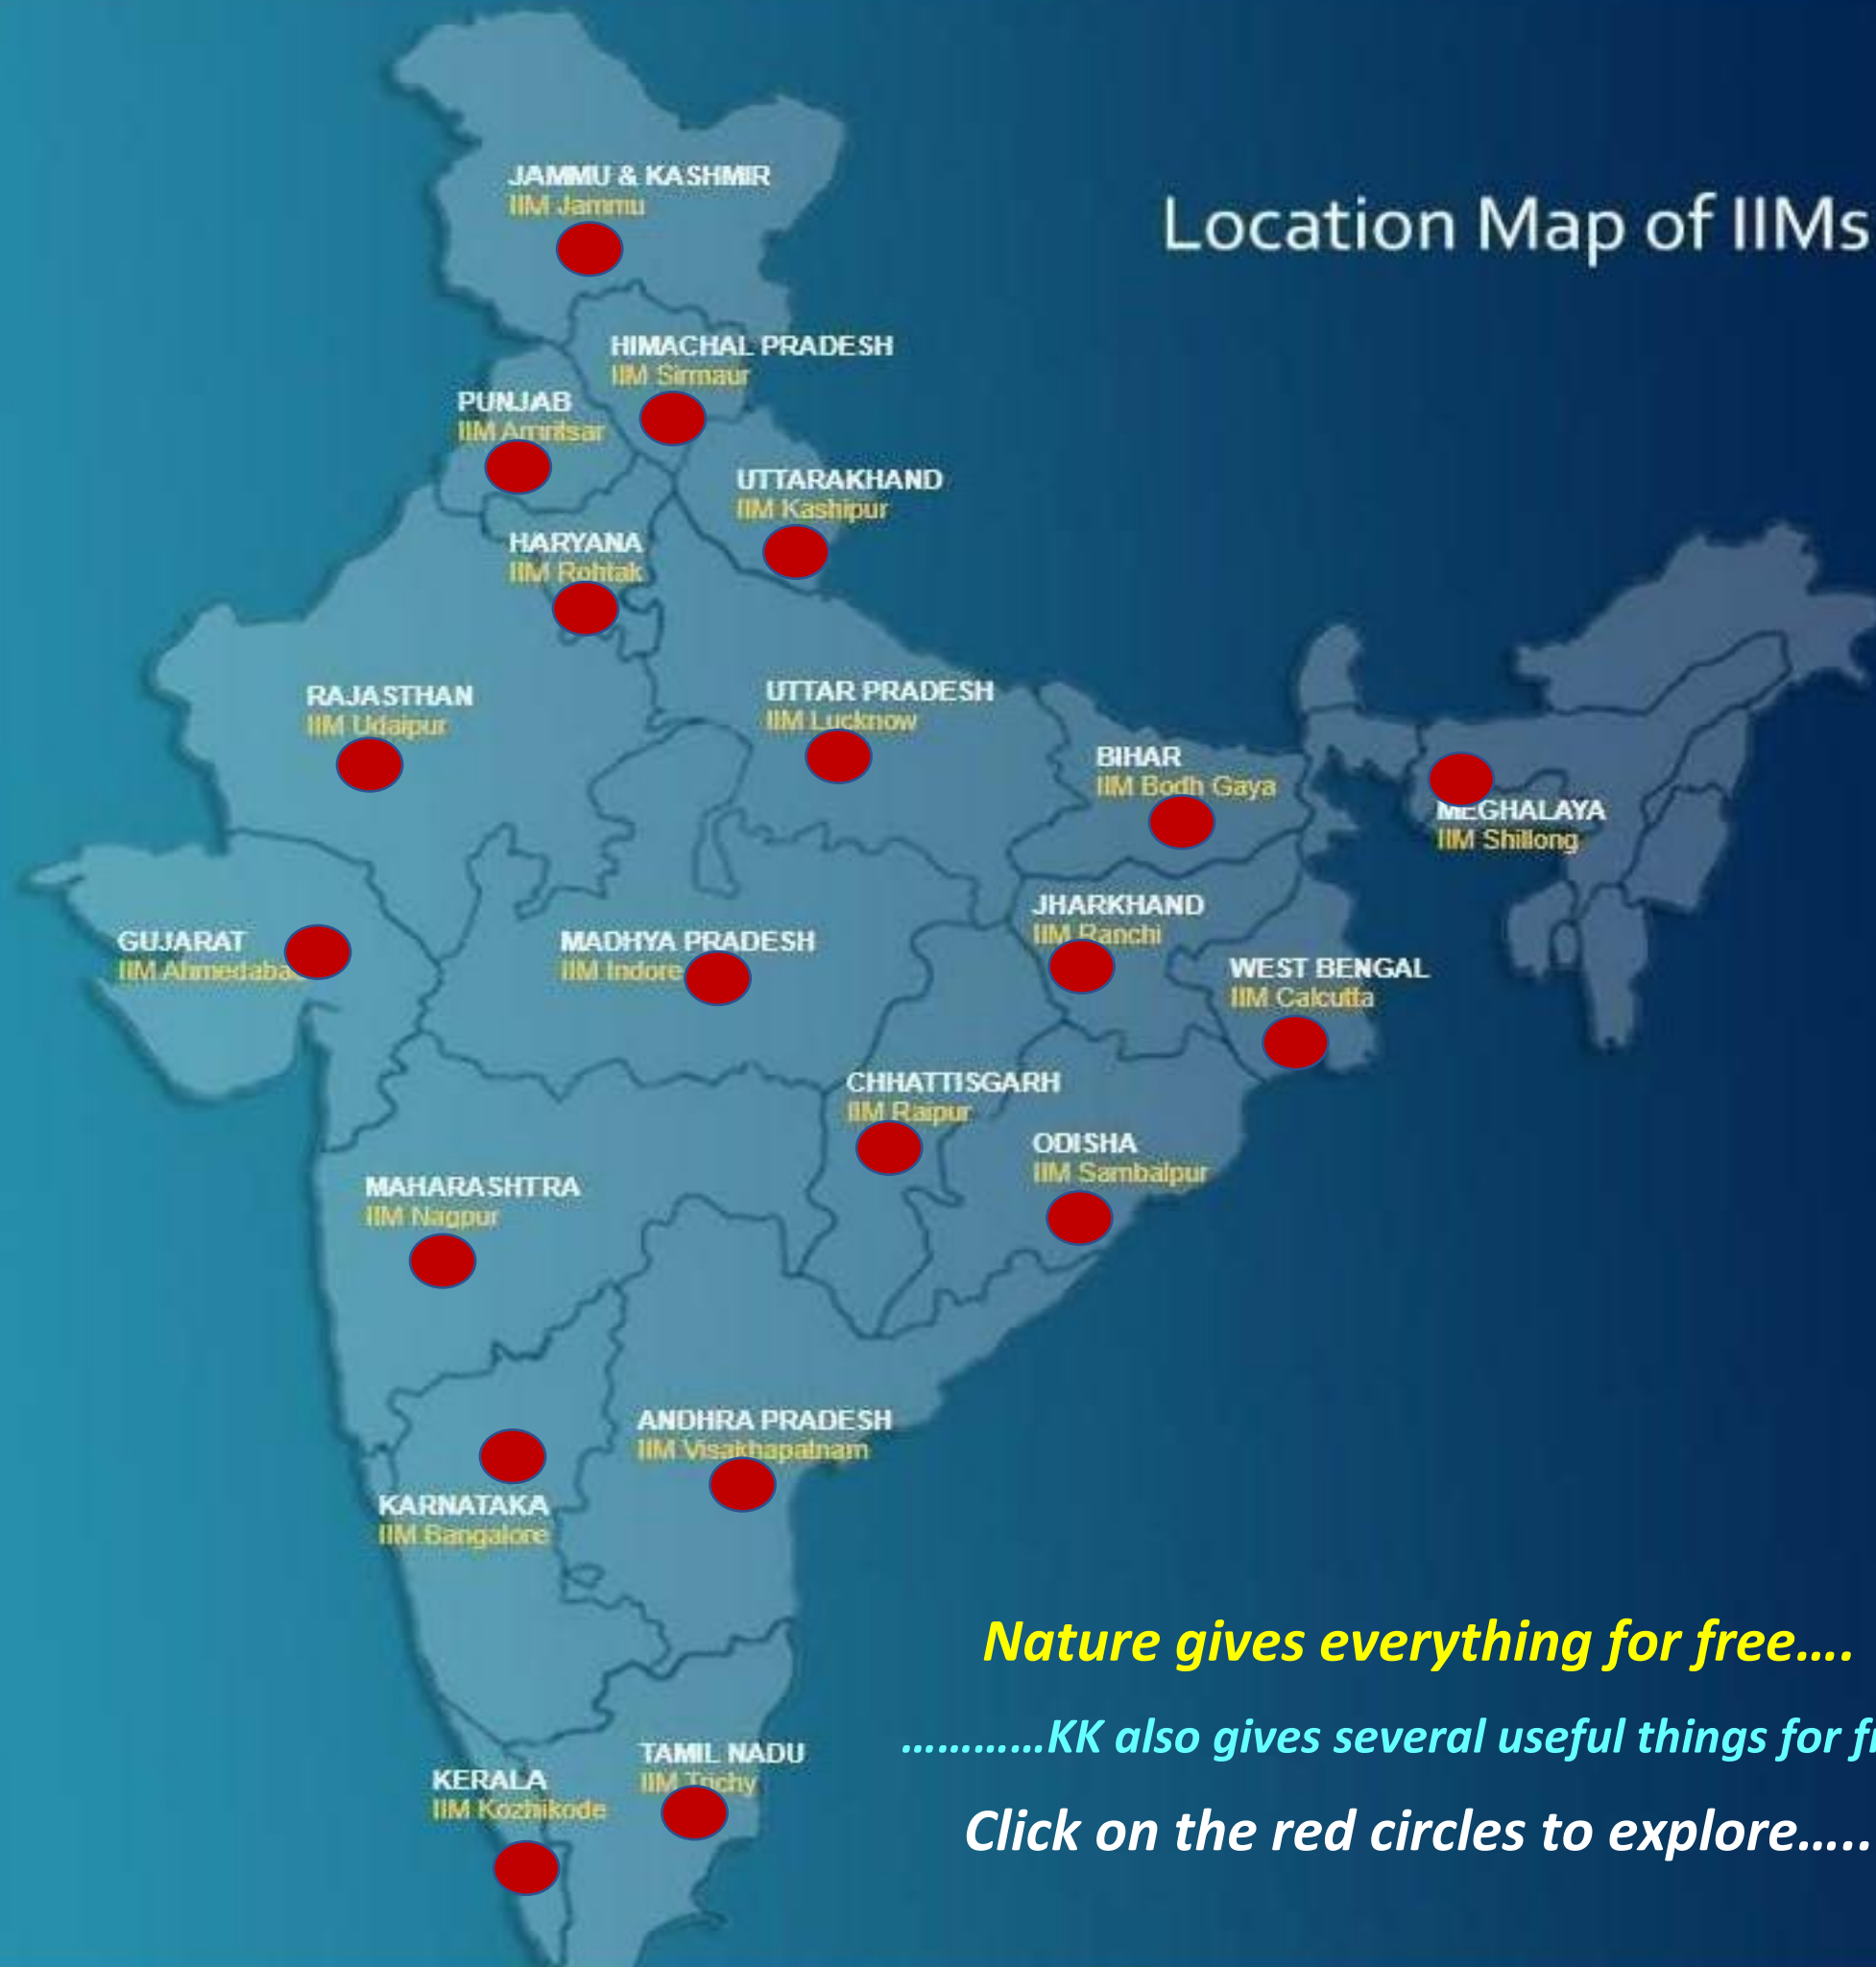 JAMMU & KASHMIR
IIM Jammu
Location Map of IIMs
HIMACHAL PRADESH
IIM Sirmaur
PUNJAB
IIM Amritsar
UTTARAKHAND
IIM Kashipur
HARYANA
IIM Rohtak
RAJASTHAN
IIM Udaipur
UTTAR PRADESH
IIM Lucknow
BIHAR
IIM Bodh Gaya
MEGHALAYA
IIM Shillong
JHARKHAND
IIM Ranchi
GUJARAT
IIM Ahmedaba
MADHYA PRADESH
IIM Indore
WEST BENGAL
IIM Calcutta
CHHATTISGARH
IIM Raipur
ODISHA
IIM Sambalpur
MAHARASHTRA
IIM Nagpur
ANDHRA PRADESH
IIM Visakhapatnam
KARNATAKA
IIM Bangalore
Nature gives everything for free....
............KK also gives several useful things for
TAMIL NADU
IIM Trichy
KERALA
IIM Kozhikode
Click on the red circles to explore.....